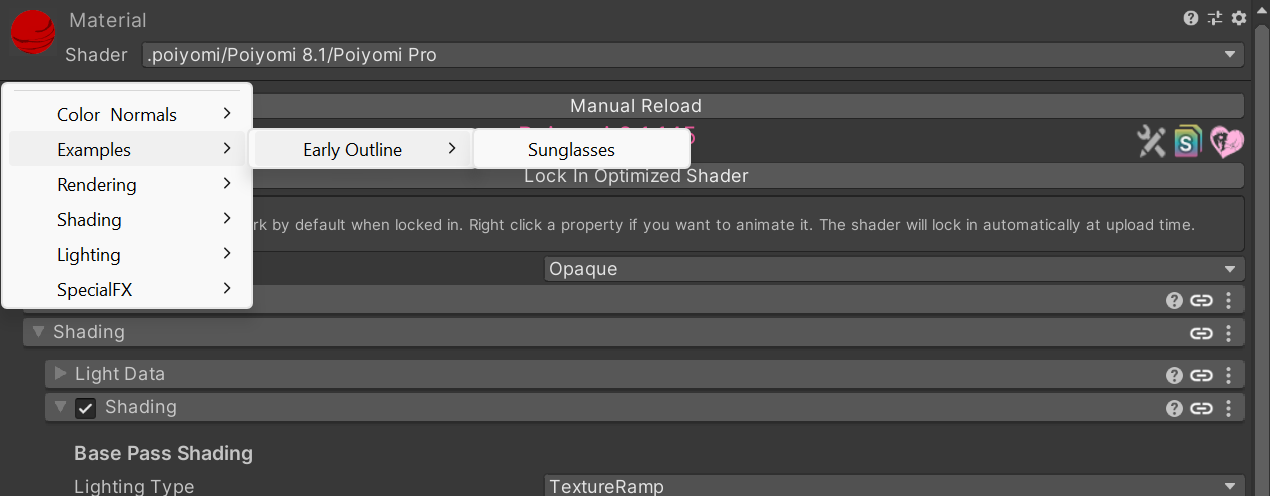 Material
Shader .poiyomi/Poiyomi 8.1/Poiyomi Pro
Manual Reload
Color Normals
Examples
Early Outline
Sunglasses
Rendering
Lock In Optimized Shader
Shading
rk by default when locked in. Right click a property if you want to animate it. The shader will lock in automatically at upload time.
Lighting
Opaque
SpecialFX
Shading
Light Data
Shading
Base Pass Shading
Lighting Type TextureRamp